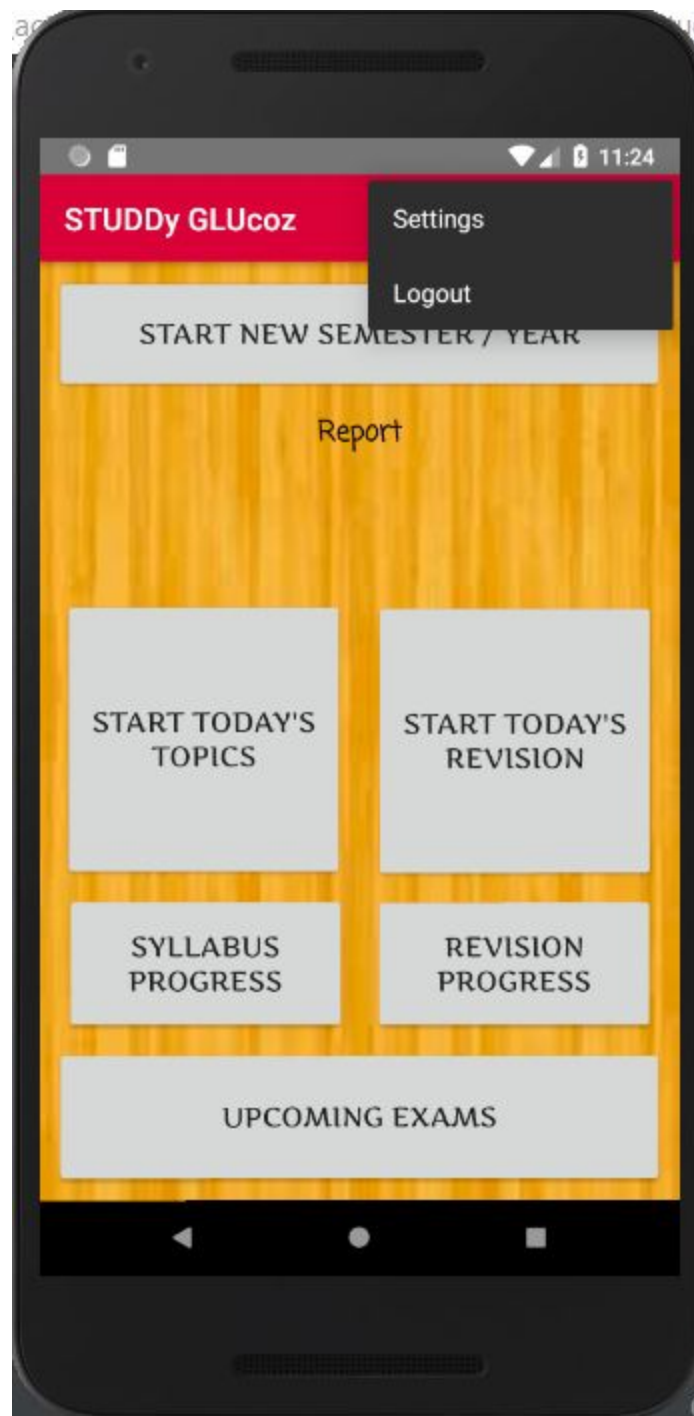 11:24
STUDDy GLUcoz
Settings
Logout
START NEW SEMESTER / YEAR
Report
START TODAY'S
TOPICS
START TODAY'S
REVISION
SYLLABUS
PROGRESS
REVISION
PROGRESS
UPCOMING EXAMS